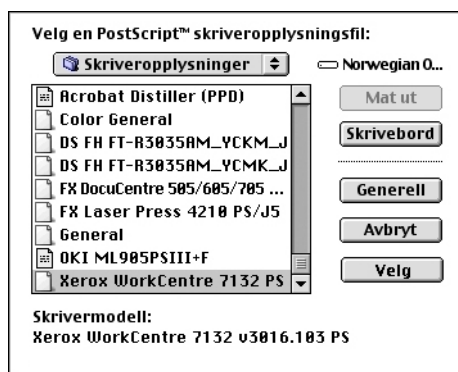 Velg en PostScript™ skriveropplysningsfil:
Skriveropplysninger
Norwegian O...
Acrobat Distiller (PPD)
Color General
DS FH FT-R3035AM_YCKM_J
DS FH FT-R3035AM_YCMK_J
FX DocuCentre 505/605/705 ...
FX Laser Press 4210 PS/J5
General
OKI ML905PSIII+F
Xerox WorkCentre 7132 PS
Mat ut
Skrivebord
Generell
Avbryt
Velg
Skrivermodell:
Xerox WorkCentre 7132 v3016.103 PS